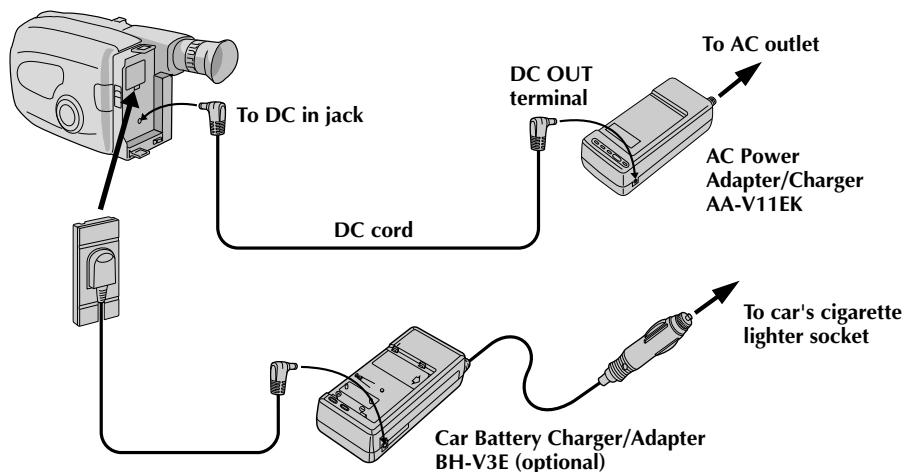 To AC outlet
DC OUT
terminal
To DC in jack
AC Power
Adapter/Charger
AA-V11EK
DC cord
To car's cigarette
lighter socket
Car Battery Charger/Adapter
BH-V3E (optional)